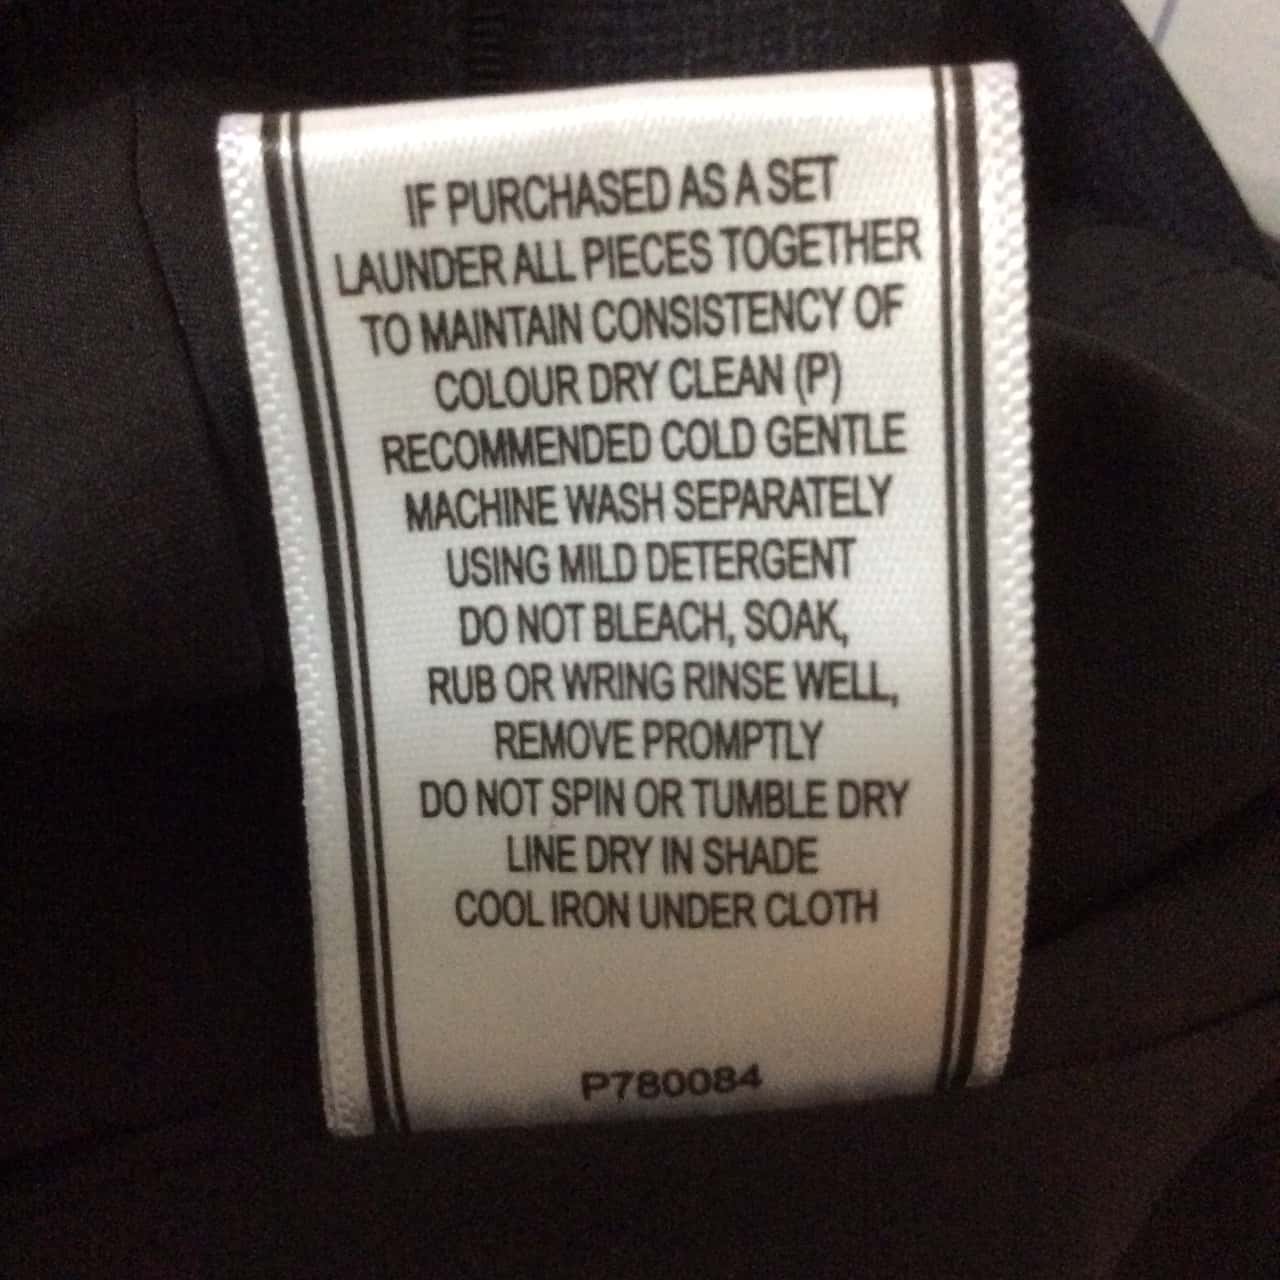 IF PURCHASED AS A SET
LAUNDER ALL PIECES TOGETHER
TO MAINTAIN CONSISTENCY OF
COLOUR DRY CLEAN (P)
RECOMMENDED COLD GENTLE
MACHINE WASH SEPARATELY
USING MILD DETERGENT
DO NOT BLEACH, SOAK,
RUB OR WRING RINSE WELL,
REMOVE PROMPTLY
DO NOT SPIN OR TUMBLE DRY
LINE DRY IN SHADE
COOL IRON UNDER CLOTH
P780084